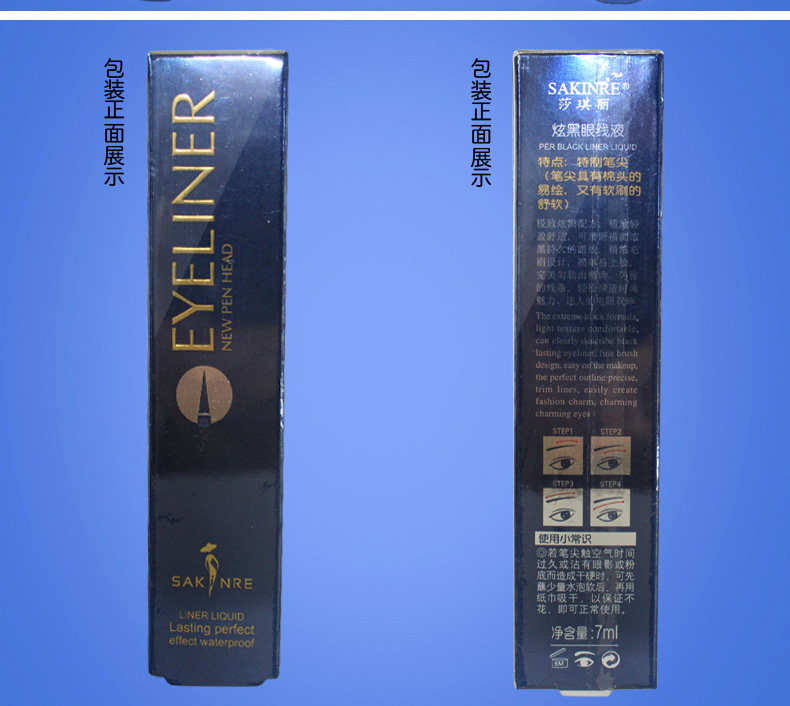 包装正面展示
EYELINER
NEW PEN HEAD
SAKINRE
LINER LIQUID
Lasting perfect
effect waterproof
包装正面展示
SAKINRE®
莎琪丽
炫黑眼线液
PER BLACK LINER LIQUID
特点：特制笔尖
（笔尖具有棉头的
易绘，又有软刷的
舒软）
The extreme black formula,
light texture comfortable,
can clearly describe black
lasting eyeliner, fine brush
design, easy on the makeup,
the perfect outline precise,
trim lines, easily create
fashion charm, charming
charming eyes
STEP1
STEP2
STEP3
STEP4
使用小常识
◎若笔尖触空气时间
过久或沾有眼影或粉
底而造成干硬时，可先
蘸少量水泡软后，再用
纸巾吸干，以保证不
花，即可正常使用。
净含量:7ml
6M